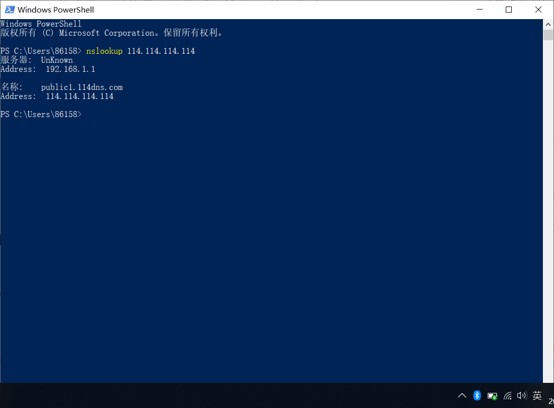 Windows PowerShell
Windows PowerShell
版权所有 (C) Microsoft Corporation。保留所有权利。
PS C:\Users\86158> nslookup 114.114.114.114
服务器: UnKnown
Address: 192.168.1.1
名称: public1.114dns.com
Address: 114.114.114.114
PS C:\Users\86158>
英